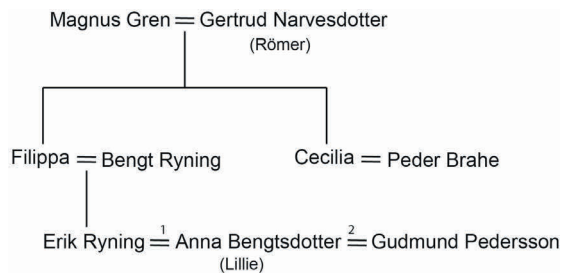 Magnus Gren = Gertrud Narvesdotter
(Römer)
Filippa = Bengt Ryning Cecilia = Peder Brahe
Erik Ryning =1 Anna Bengtsdotter =2 Gudmund Pedersson
(Lillie)